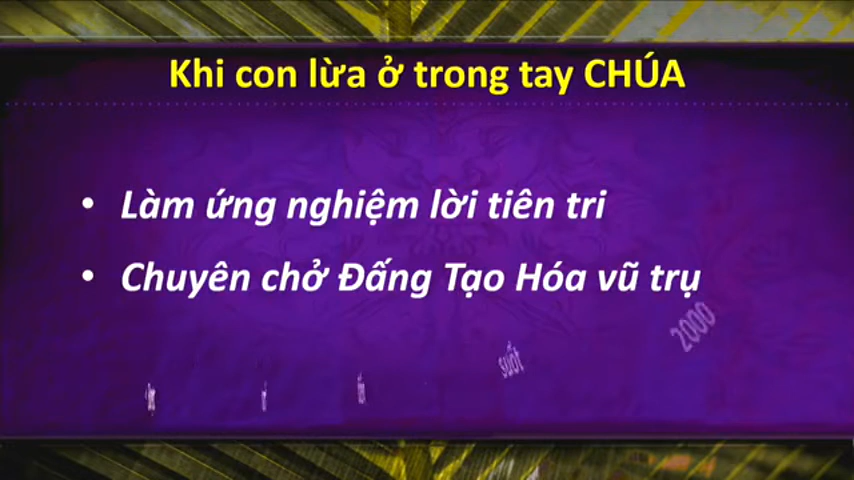 Khi con lừa ở trong tay CHÚA
• Làm ứng nghiệm lời tiên tri
• Chuyên chở Đấng Tạo Hóa vũ trụ
suốt 2000